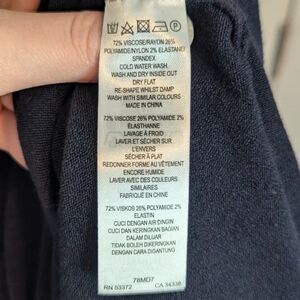 72% VISCOSE/RAYON 26%
POLYAMIDE/NYLON 2% ELASTANE/
SPANDEX
COLD WATER WASH.
WASH AND DRY INSIDE OUT
DRY FLAT
RE-SHAPE WHILST DAMP
WASH WITH SIMILAR COLOURS
MADE IN CHINA
72% VISCOSE 26% POLYAMIDE 2%
ÉLASTHANNE
LAVAGE À FROID
LAVER ET SÉCHER SUR
L'ENVERS
SÉCHER À PLAT
REDONNER FORME AU VÊTEMENT
ENCORE HUMIDE
LAVER AVEC DES COULEURS
SIMILAIRES
FABRIQUÉ EN CHINE
72% VISKOS 26% POLYAMIDE 2%
ELASTIN
CUCI DENGAN AIR DINGIN
CUCI DAN KERINGKAN BAGIAN
DALAM DILUAR
TIDAK BOLEH DIKERINGKAN
DENGAN CARA DIGANTUNG
78MD7
RN 53372 CA 34338